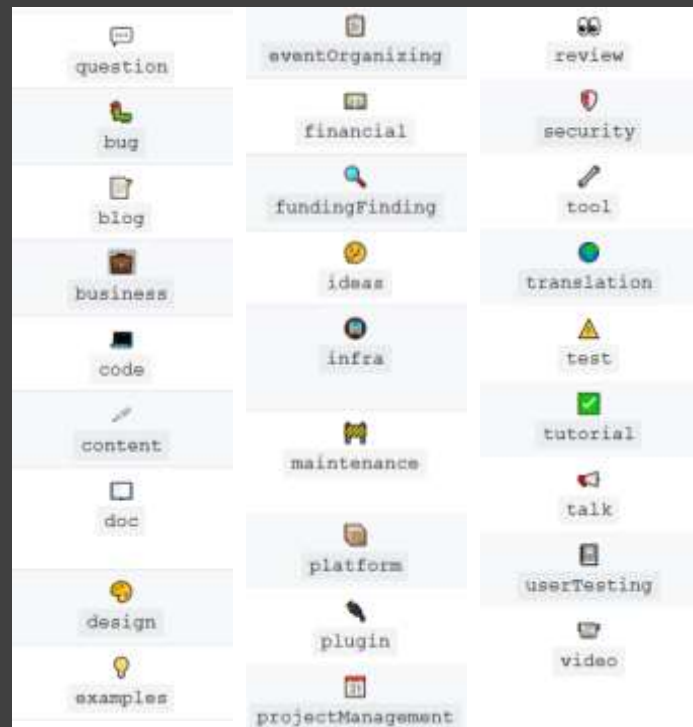 question
bug
blog
business
code
content
doc
design
examples
eventOrganizing
financial
fundingFinding
ideas
infra
maintenance
platform
plugin
projectManagement
review
security
tool
translation
test
tutorial
talk
userTesting
video